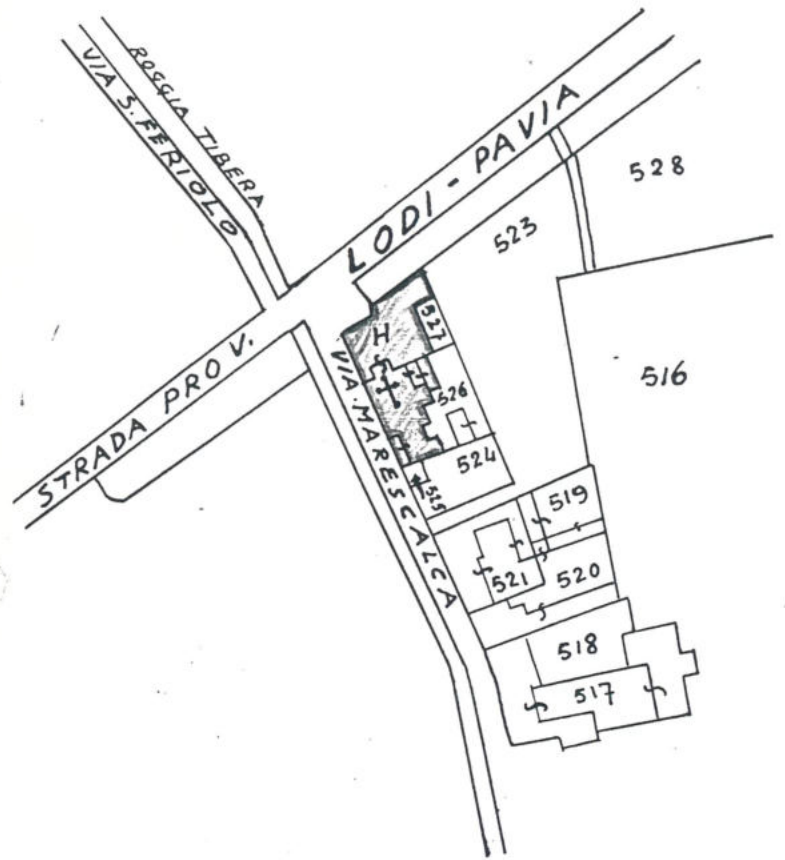 ROGGIA TIBERA
VIA S. FERIOLO
LODI - PAVIA
528
523
527
H
STRADA PROV.
516
VIA MARESCALCA
526
524
525
519
521
520
518
517